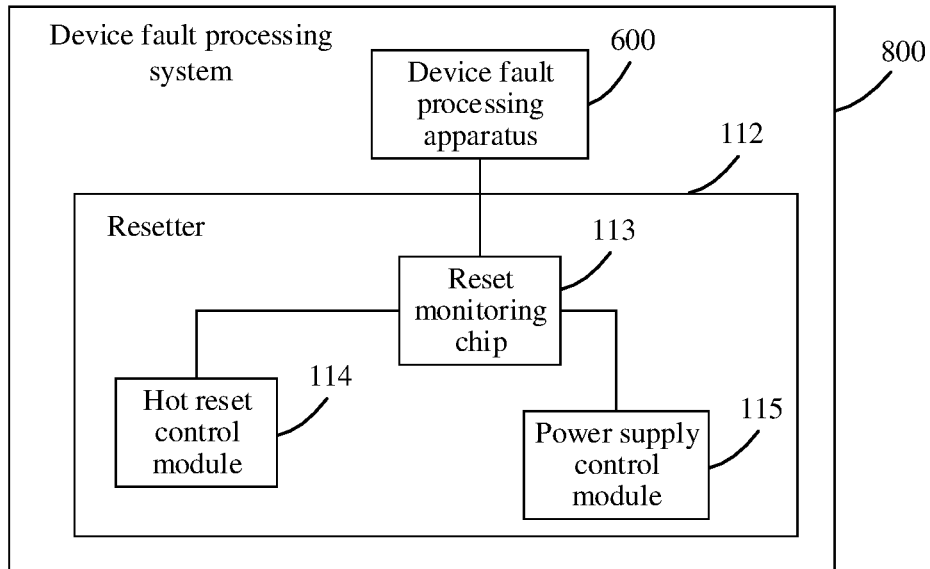 Device fault processing
system
600
Device fault
processing
apparatus
800
112
Resetter
113
Reset
monitoring
chip
114
Hot reset
control
module
115
Power supply
control
module